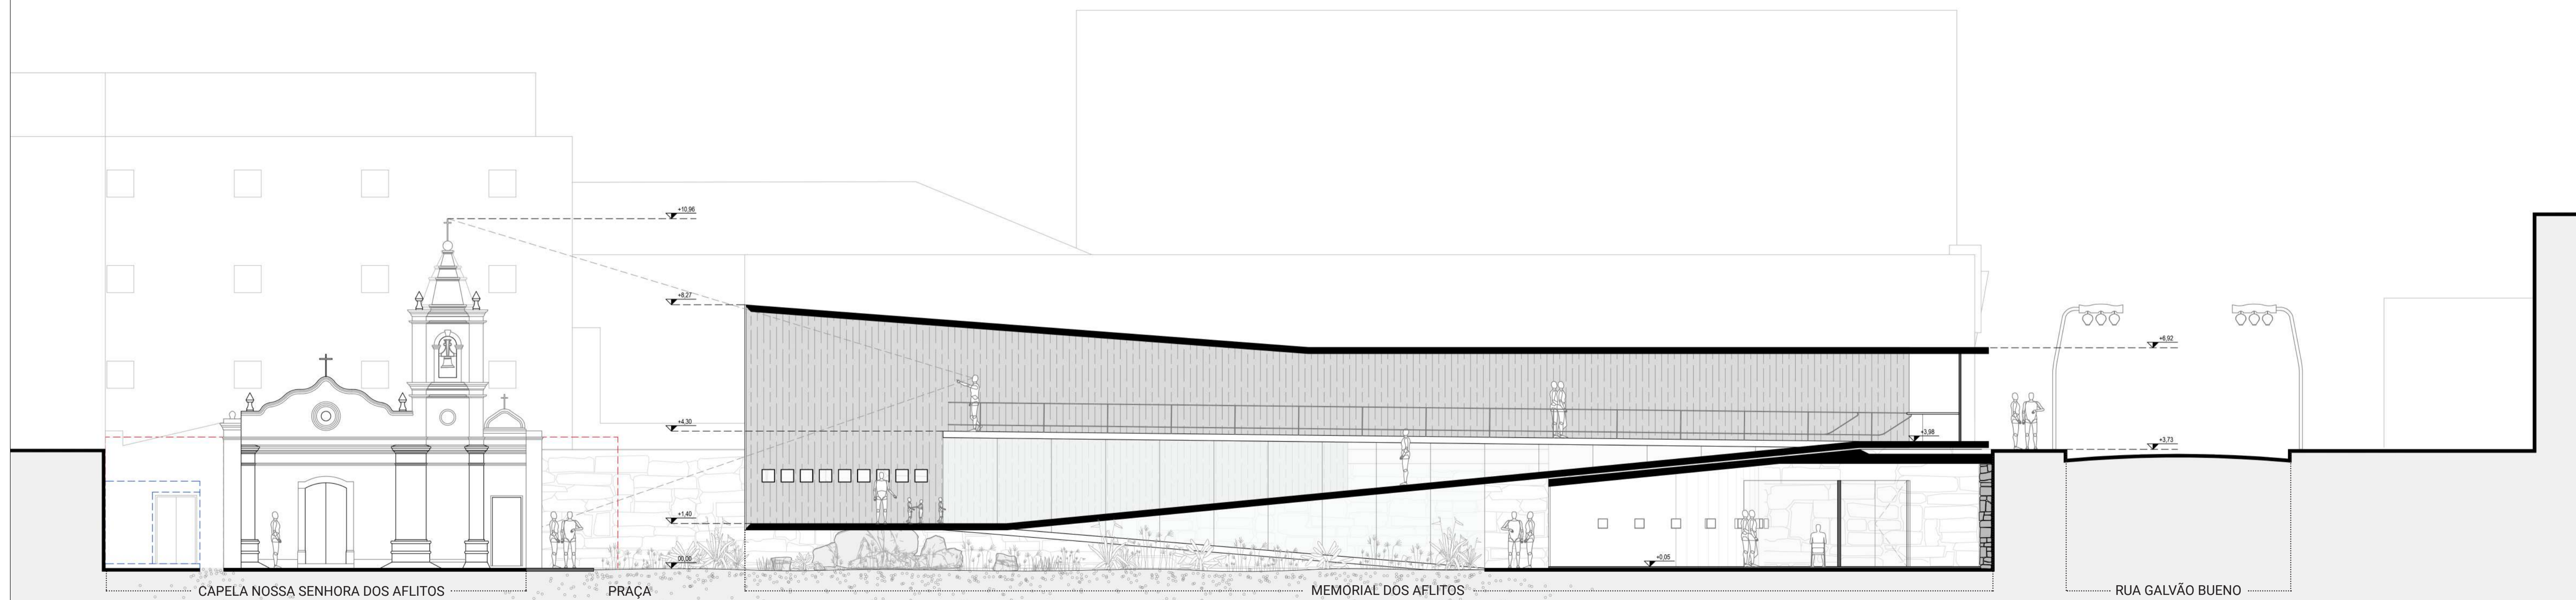 +10,96
+8,27
+6,92
+4,30
+3,98
+3,73
+1,40
00,00
+0,05
CAPELA NOSSA SENHORA DOS AFLITOS
PRAÇA
MEMORIAL DOS AFLITOS
RUA GALVÃO BUENO